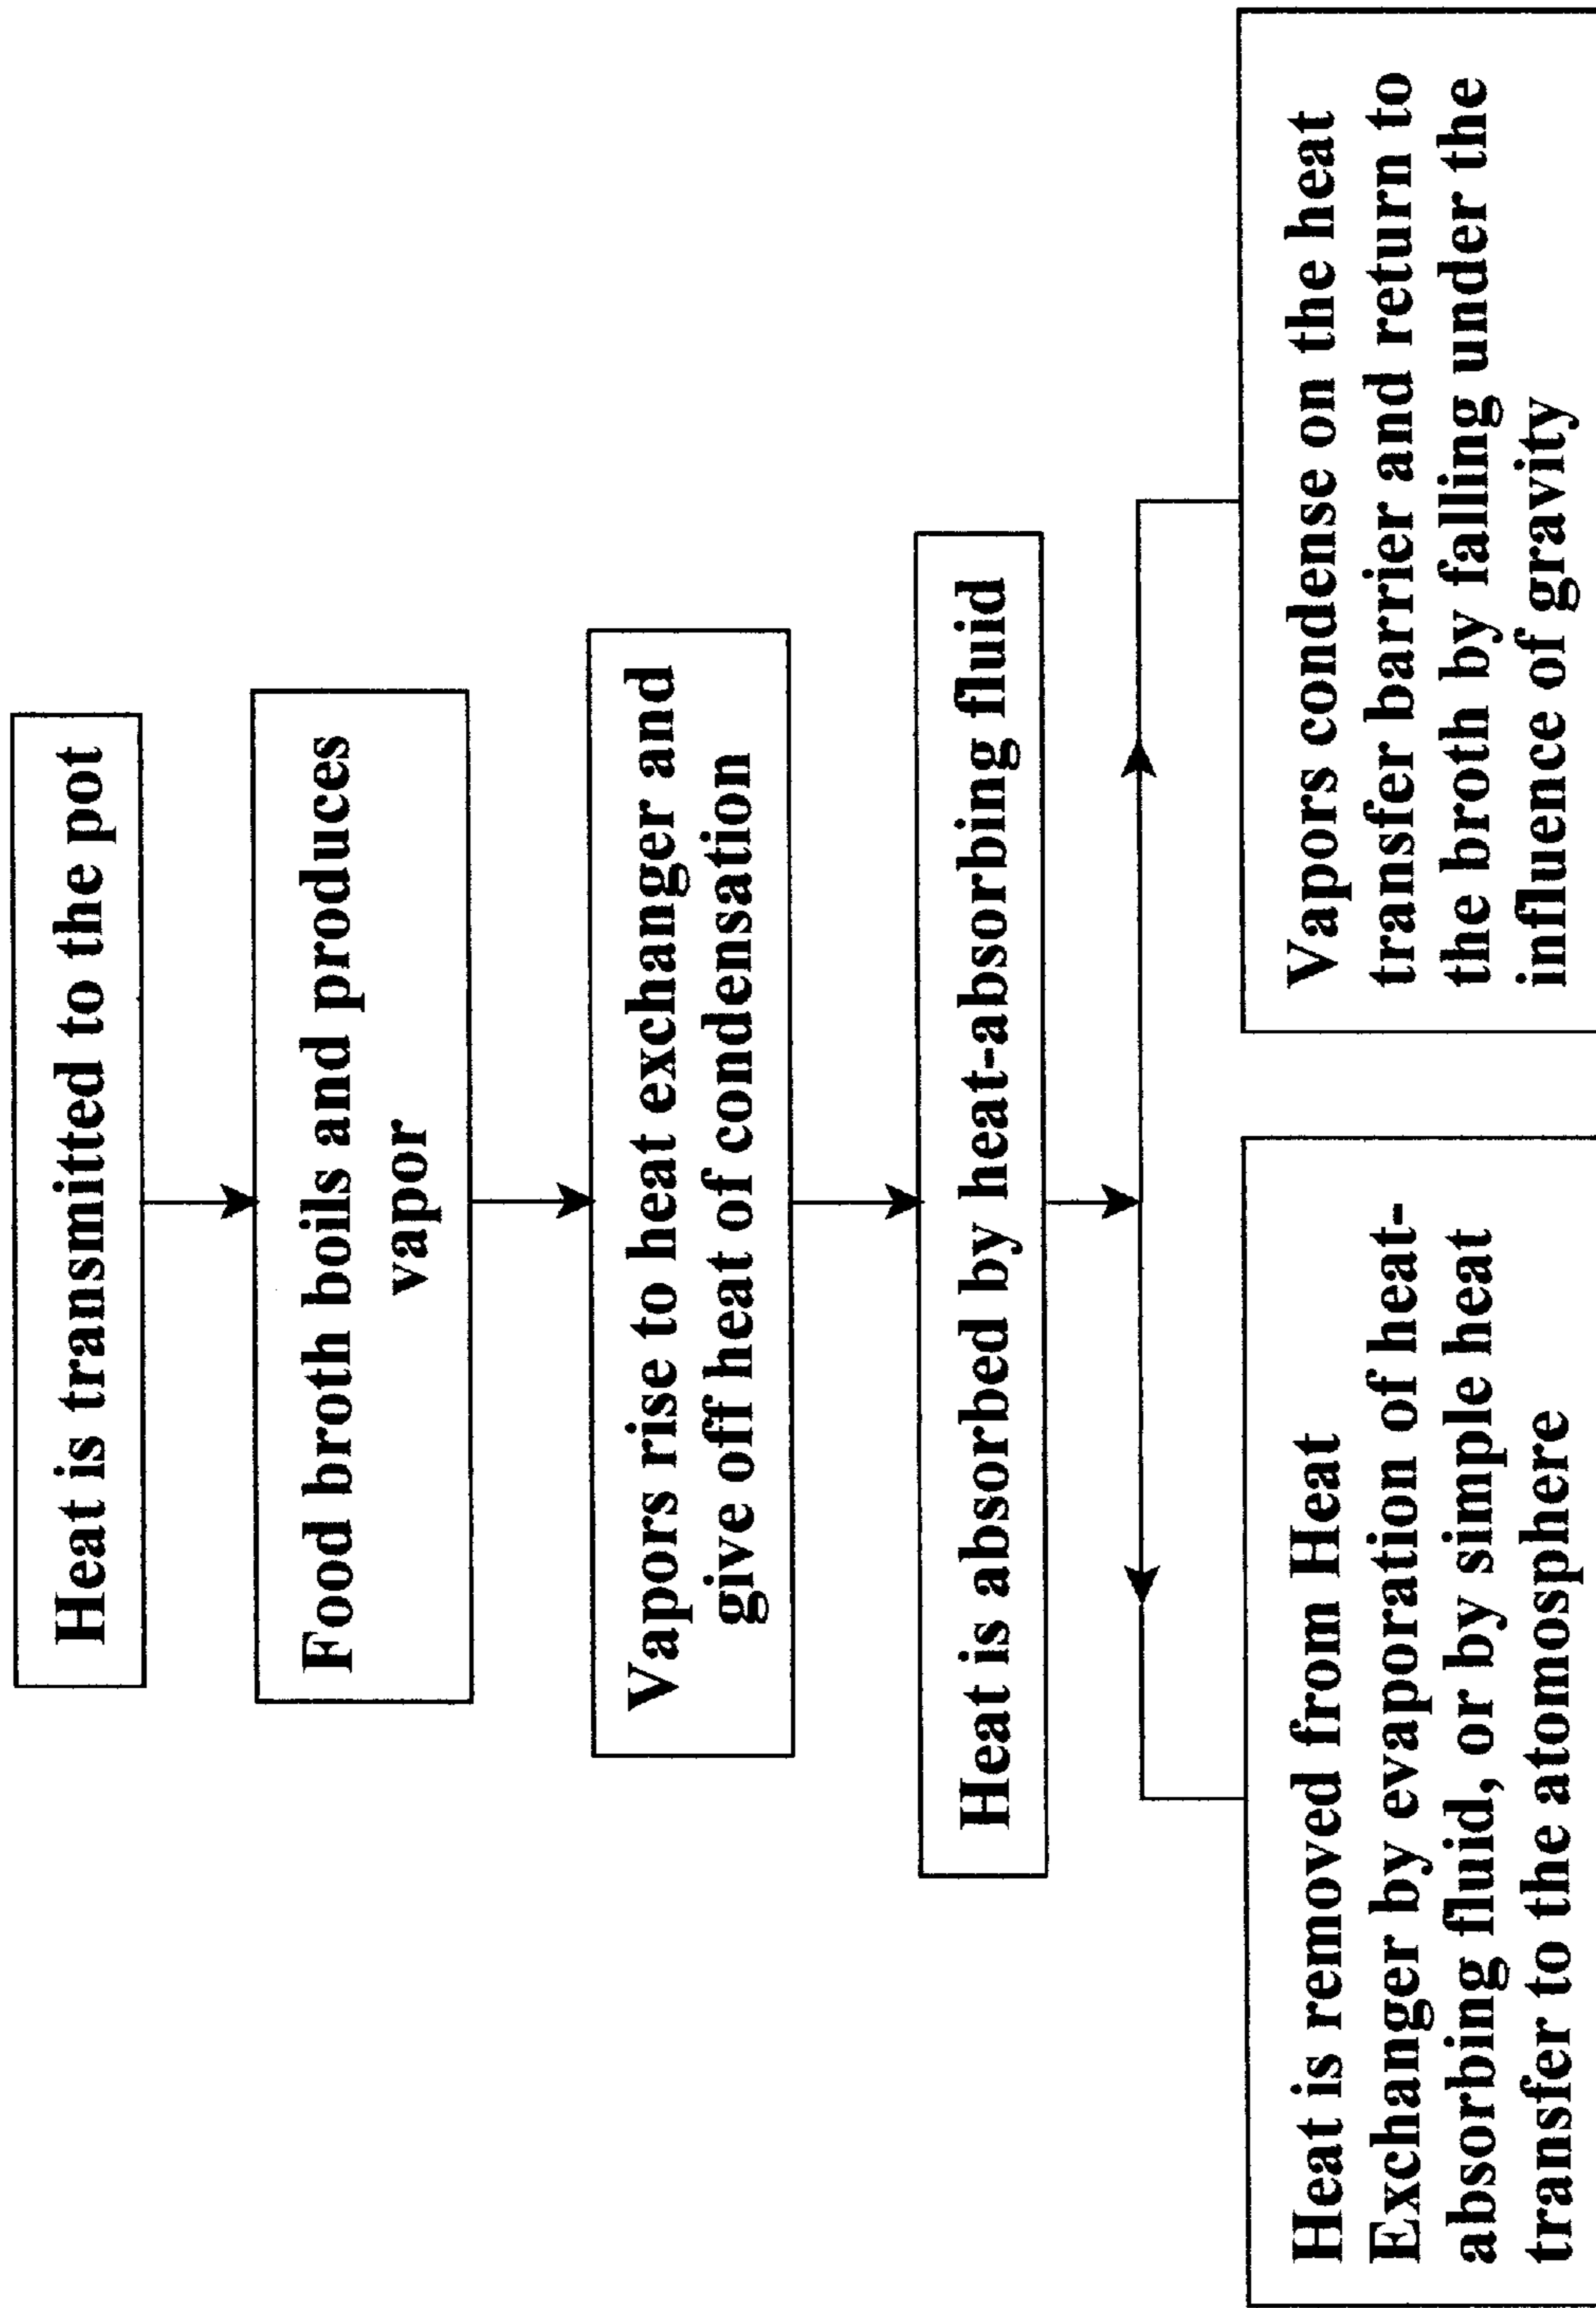 Heat is transmitted to the pot
Food broth boils and produces
vapor
Vapors rise to heat exchanger and
give off heat of condensation
Heat is absorbed by heat-absorbing fluid
Heat is removed from Heat
Exchanger by evaporation of heat-
absorbing fluid, or by simple heat
transfer to the atomosphere
Vapors condense on the heat
transfer barrier and return to
the broth by falling under the
influence of gravity